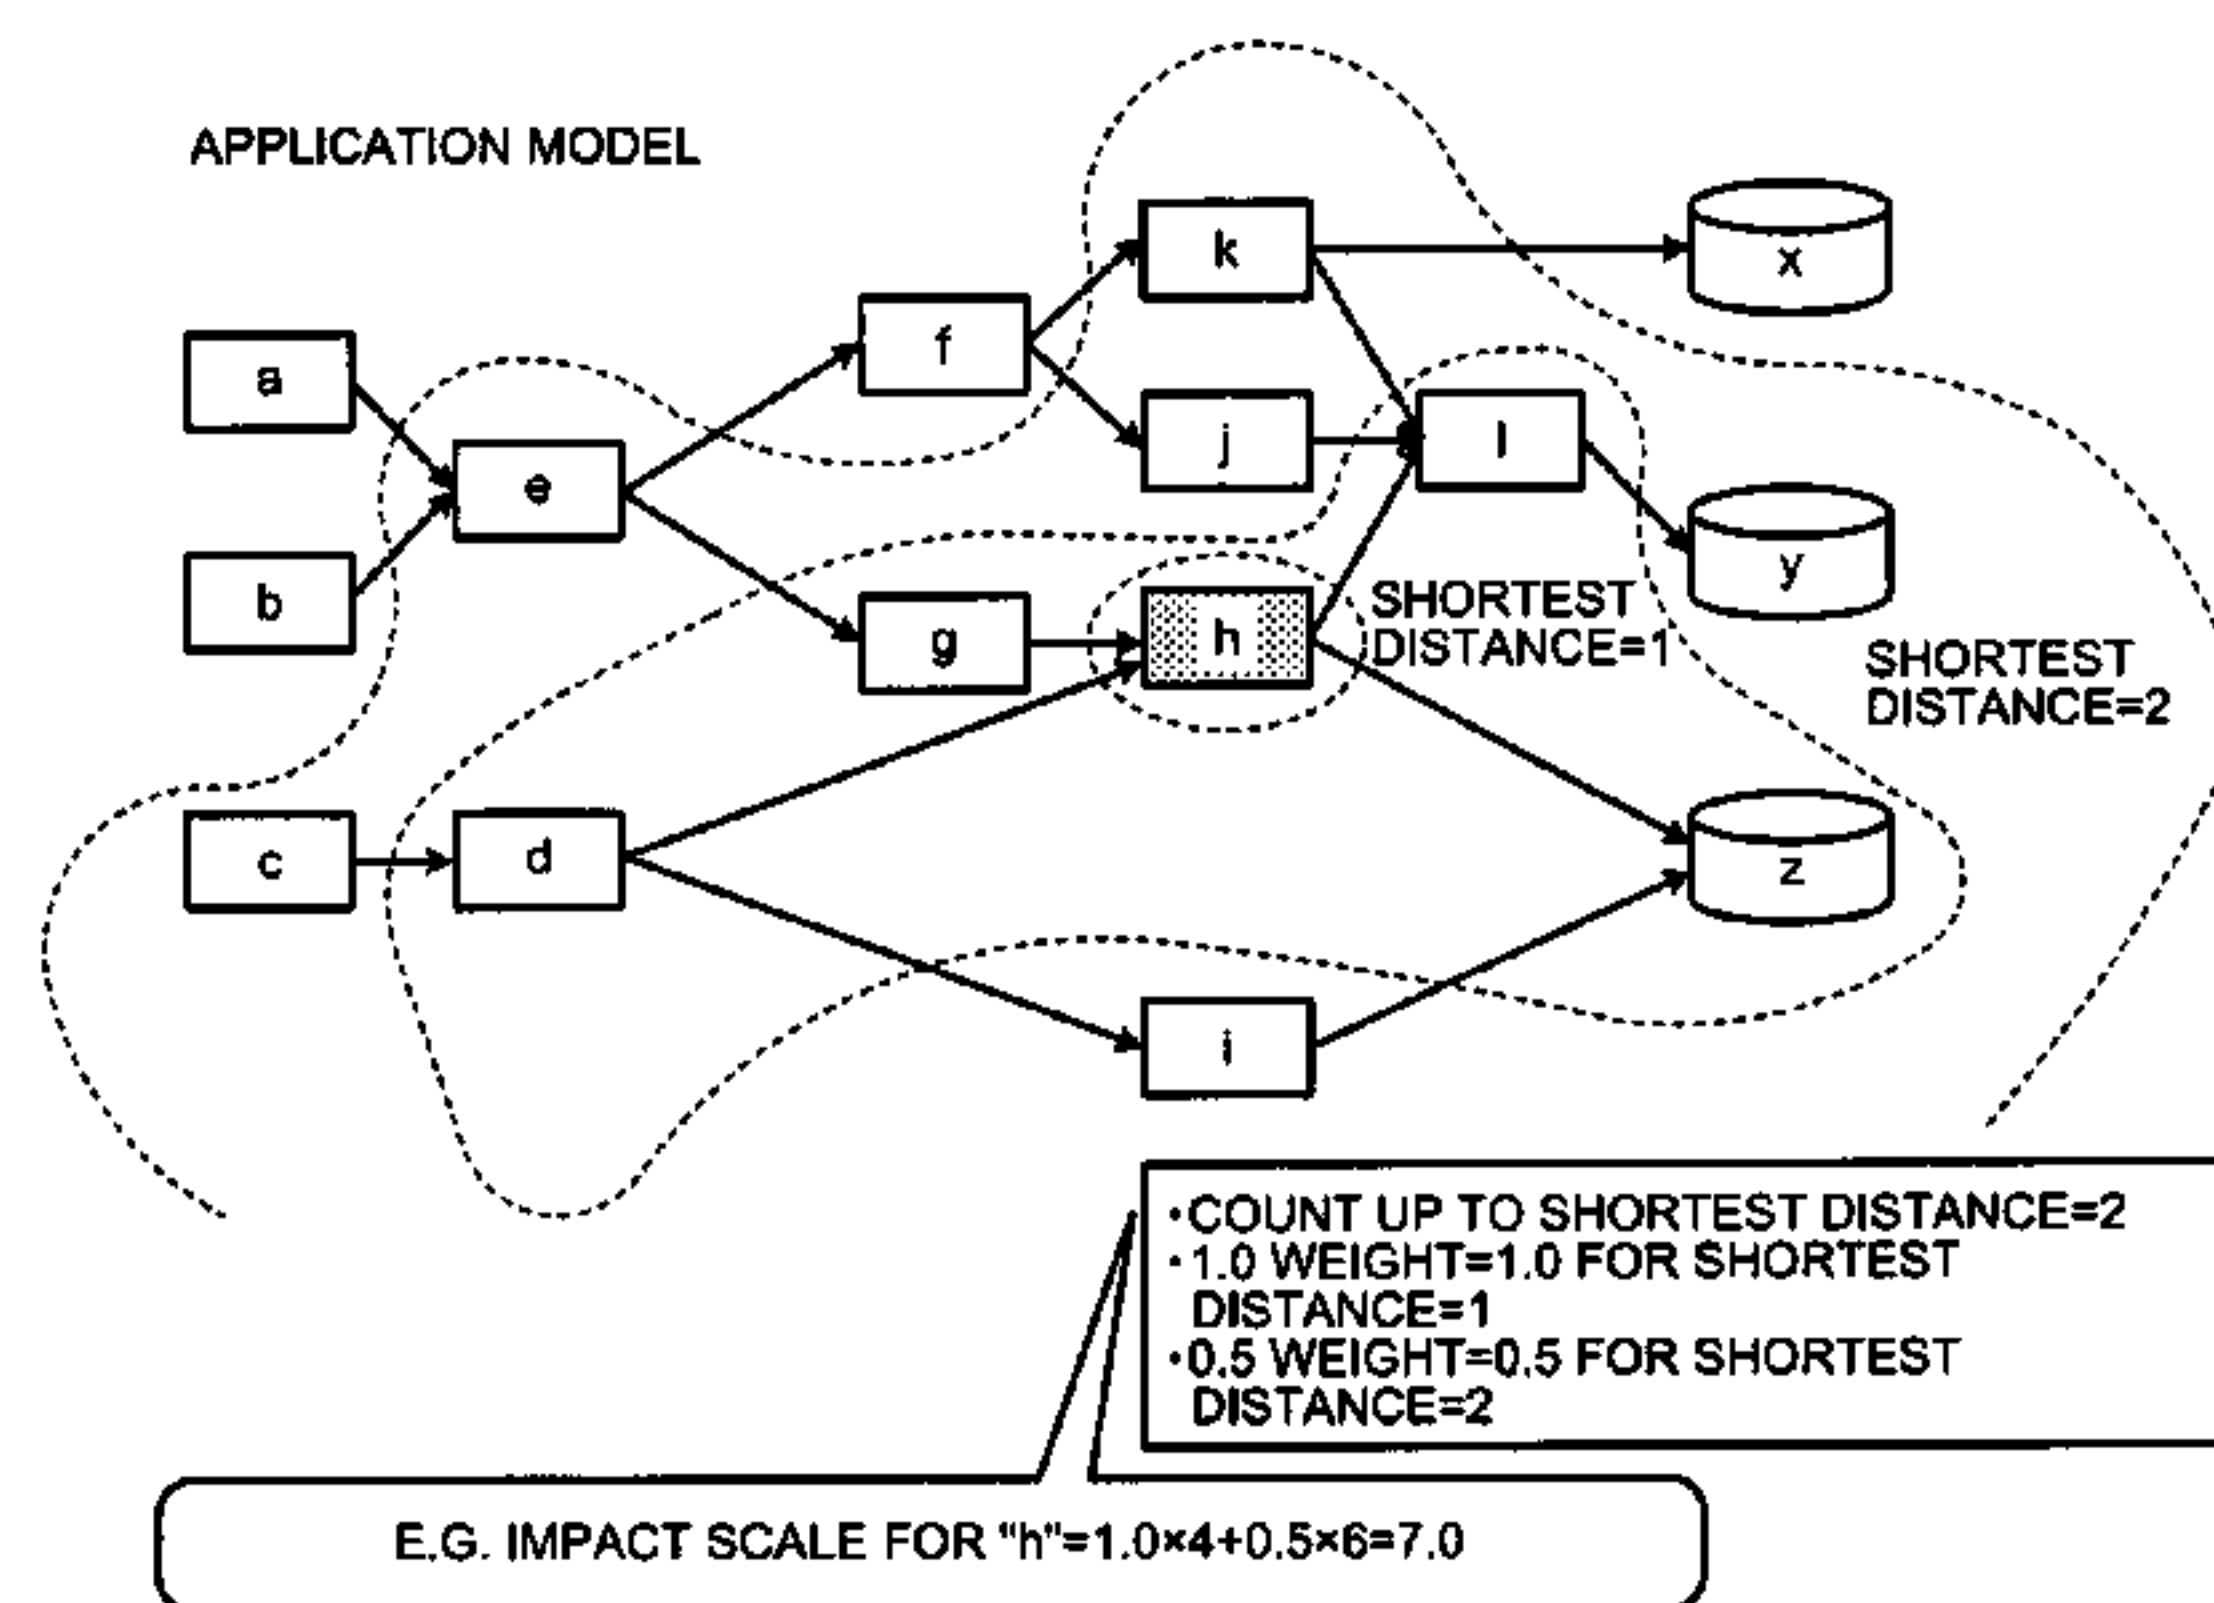 APPLICATION MODEL
k
x
f
a
j
l
e
y
b
g
h
SHORTEST
DISTANCE=1
SHORTEST
DISTANCE=2
c
d
z
i
·COUNT UP TO SHORTEST DISTANCE=2
·1.0 WEIGHT=1.0 FOR SHORTEST
DISTANCE=1
·0.5 WEIGHT=0.5 FOR SHORTEST
DISTANCE=2
E.G. IMPACT SCALE FOR "h"=1.0×4+0.5×6=7.0